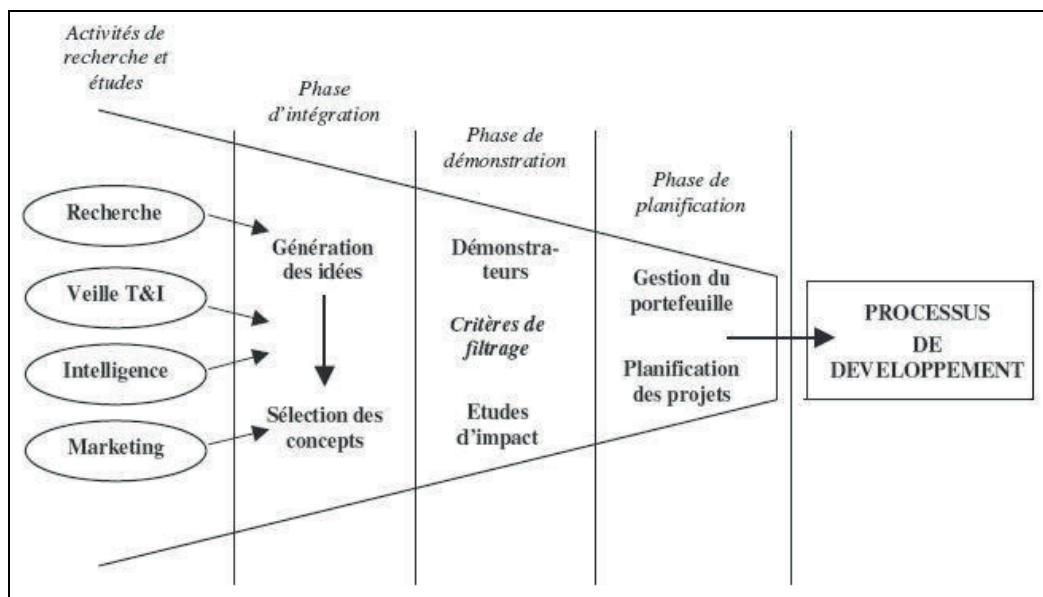 Activités de
recherche et
études
Phase
d'intégration
Phase de
démonstration
Phase de
planification
Recherche
Veille T&I
Intelligence
Marketing
Génération
des idées
Sélection des
concepts
Démonstra-
teurs
Critères de
filtrage
Etudes
d'impact
Gestion du
portefeuille
Planification
des projets
PROCESSUS
DE
DEVELOPPEMENT